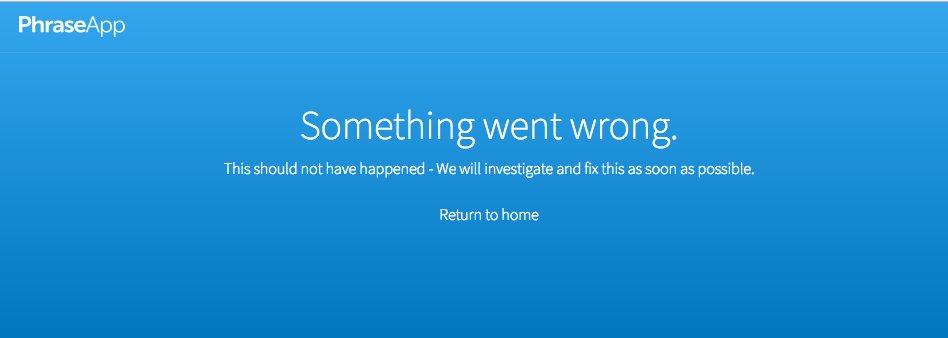 PhraseApp
Something went wrong.
This should not have happened - We will investigate and fix this as soon as possible.
Return to home